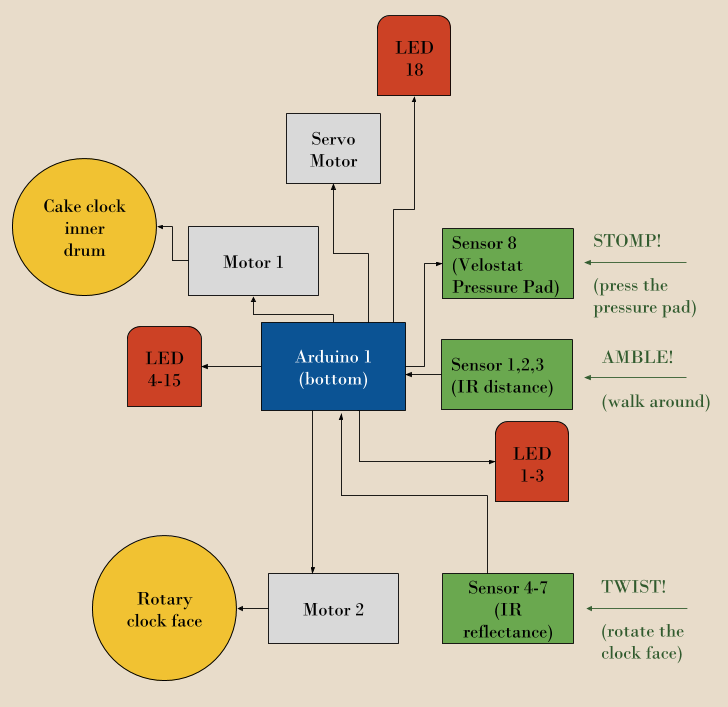 LED
18
Servo
Motor
Cake clock
inner
drum
Motor 1
Sensor 8
(Velostat
Pressure Pad)
STOMP!
(press the
pressure pad)
LED
4-15
Arduino 1
(bottom)
Sensor 1,2,3
(IR distance)
AMBLE!
(walk around)
LED
1-3
Rotary
clock face
Motor 2
Sensor 4-7
(IR
reflectance)
TWIST!
(rotate the
clock face)